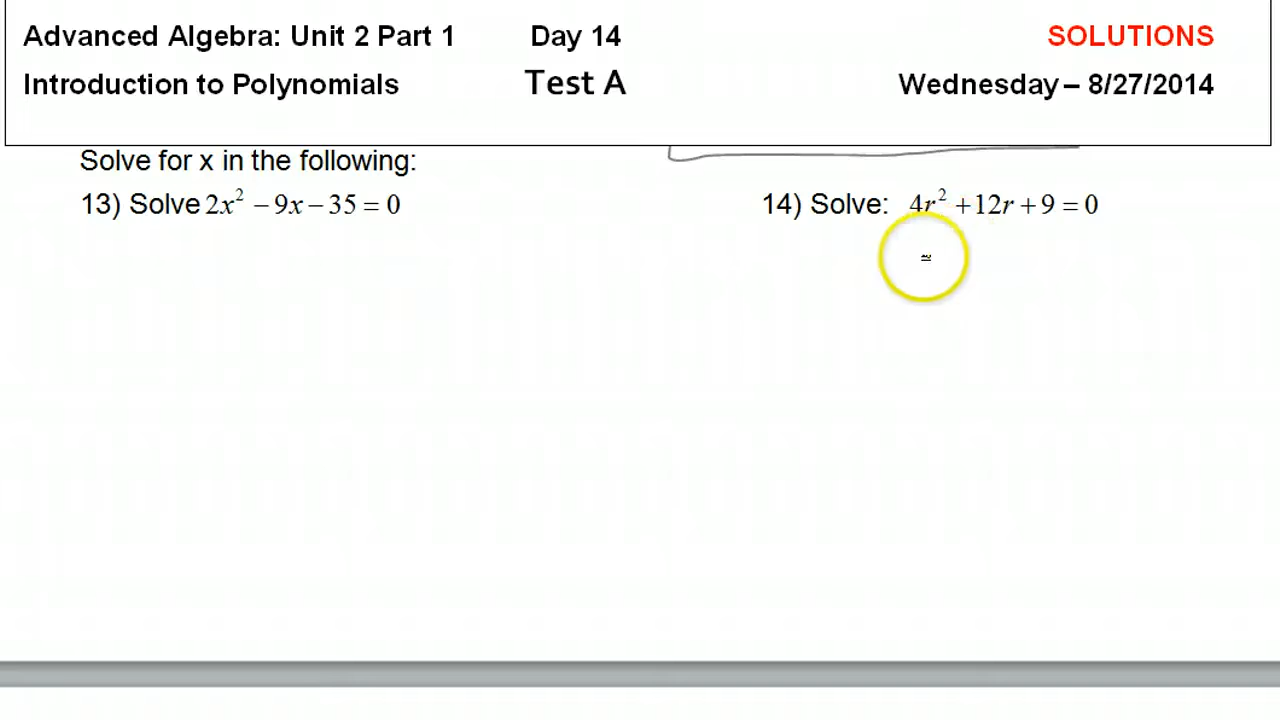 Advanced Algebra: Unit 2 Part 1 Day 14 SOLUTIONS
Introduction to Polynomials Test A Wednesday – 8/27/2014
Solve for x in the following:
13) Solve 2x² − 9x − 35 = 0 14) Solve: 4r² + 12r + 9 = 0